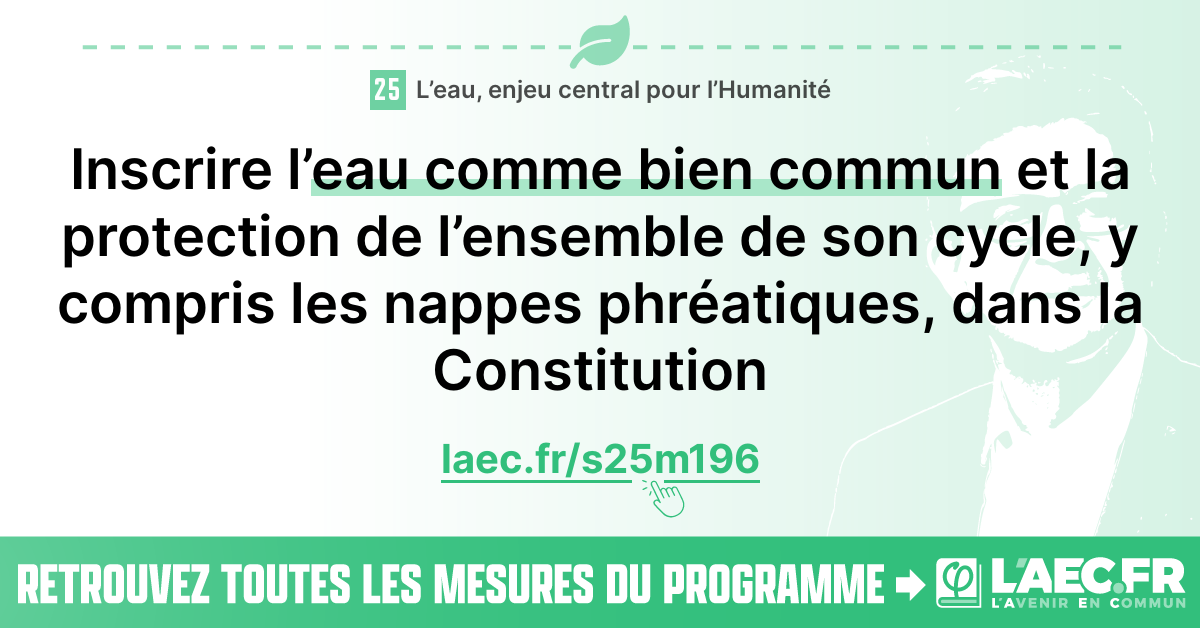 25 L’eau, enjeu central pour l’Humanité
Inscrire l’eau comme bien commun et la
protection de l’ensemble de son cycle, y
compris les nappes phréatiques, dans la
Constitution
laec.fr/s25m196
RETROUVEZ TOUTES LES MESURES DU PROGRAMME
φ L'AEC.FR
L'AVENIR EN COMMUN